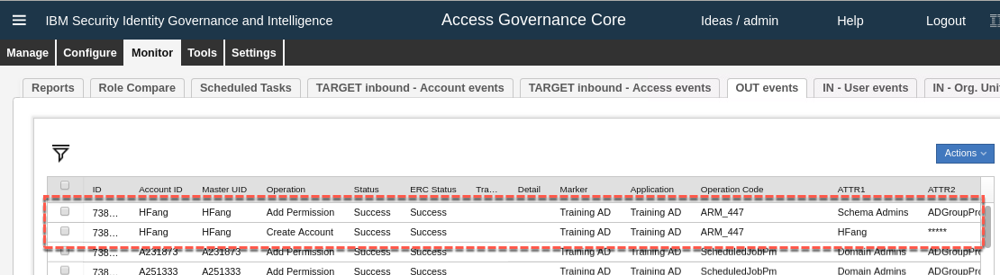 IBM Security Identity Governance and Intelligence Access Governance Core Ideas / admin Help Logout
Manage Configure Monitor Tools Settings
Reports Role Compare Scheduled Tasks TARGET inbound - Account events TARGET inbound - Access events OUT events IN - User events IN - Org. Uni
Actions
ID Account ID Master UID Operation Status ERC Status Tra... Detail Marker Application Operation Code ATTR1 ATTR2
738... HFang HFang Add Permission Success Success Training AD Training AD ARM_447 Schema Admins ADGroupPro
738... HFang HFang Create Account Success Success Training AD Training AD ARM_447 HFang *****
738... A231873 A231873 Add Permission Success Success Training AD Training AD ScheduledJobPm Domain Admins ADGroupPro
738... A251333 A251333 Add Permission Success Success Training AD Training AD ScheduledJobPm Domain Admins ADGroupPro